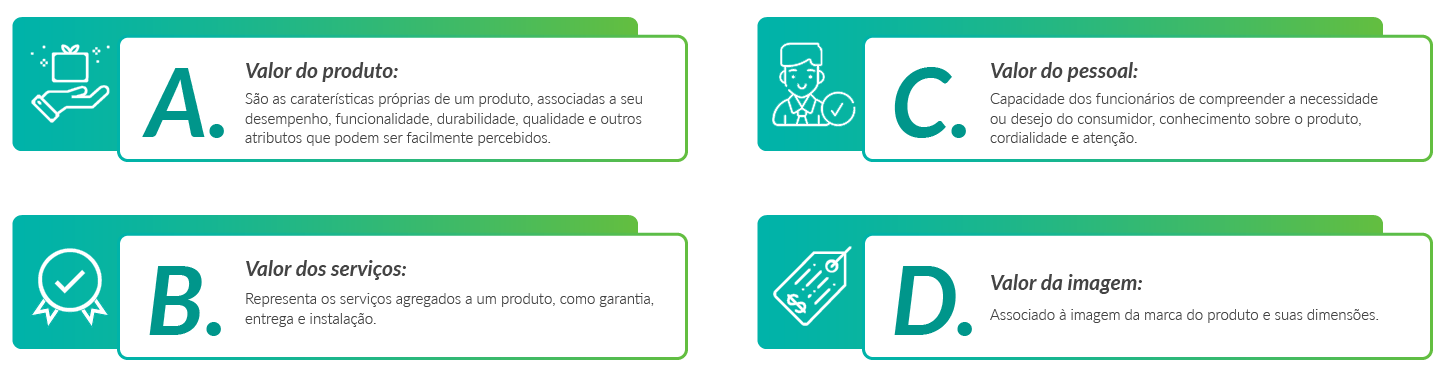 A.
Valor do produto:
São as caraterísticas próprias de um produto, associadas a seu
desempenho, funcionalidade, durabilidade, qualidade e outros
atributos que podem ser facilmente percebidos.
B.
Valor dos serviços:
Representa os serviços agregados a um produto, como garantia,
entrega e instalação.
C.
Valor do pessoal:
Capacidade dos funcionários de compreender a necessidade
ou desejo do consumidor, conhecimento sobre o produto,
cordialidade e atenção.
$
D.
Valor da imagem:
Associado à imagem da marca do produto e suas dimensões.